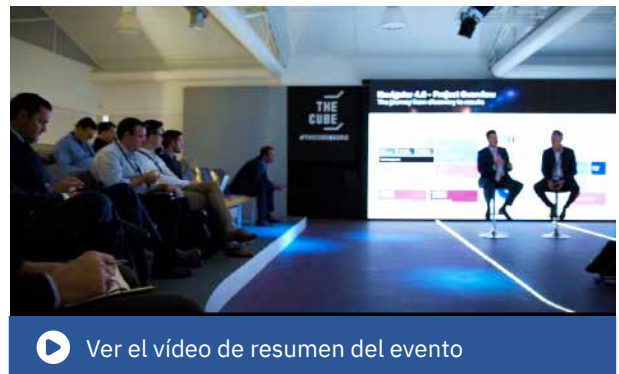 Navigator 4.0 - Project Overview
The journey from discovery to results
THE
CUBE
#THECUBEMADRID
Ver el vídeo de resumen del evento